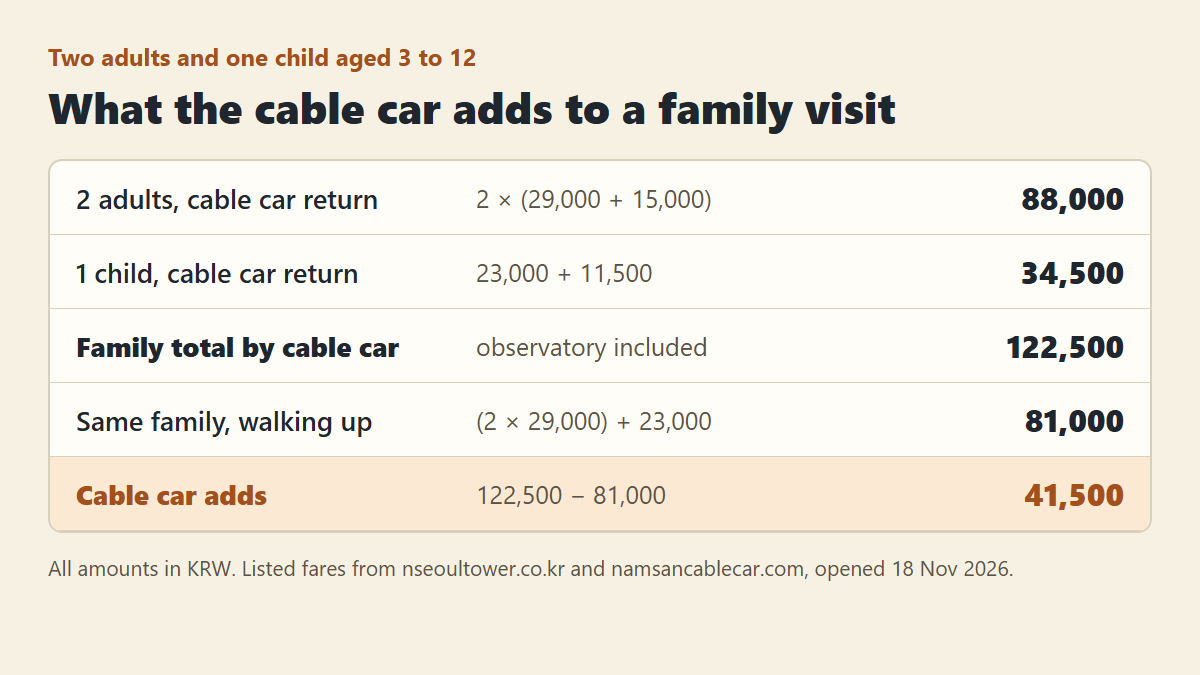 Two adults and one child aged 3 to 12
What the cable car adds to a family visit
2 adults, cable car return 2 × (29,000 + 15,000) 88,000
1 child, cable car return 23,000 + 11,500 34,500
Family total by cable car observatory included 122,500
Same family, walking up (2 × 29,000) + 23,000 81,000
Cable car adds 122,500 − 81,000 41,500
All amounts in KRW. Listed fares from nseoultower.co.kr and namsancablecar.com, opened 18 Nov 2026.